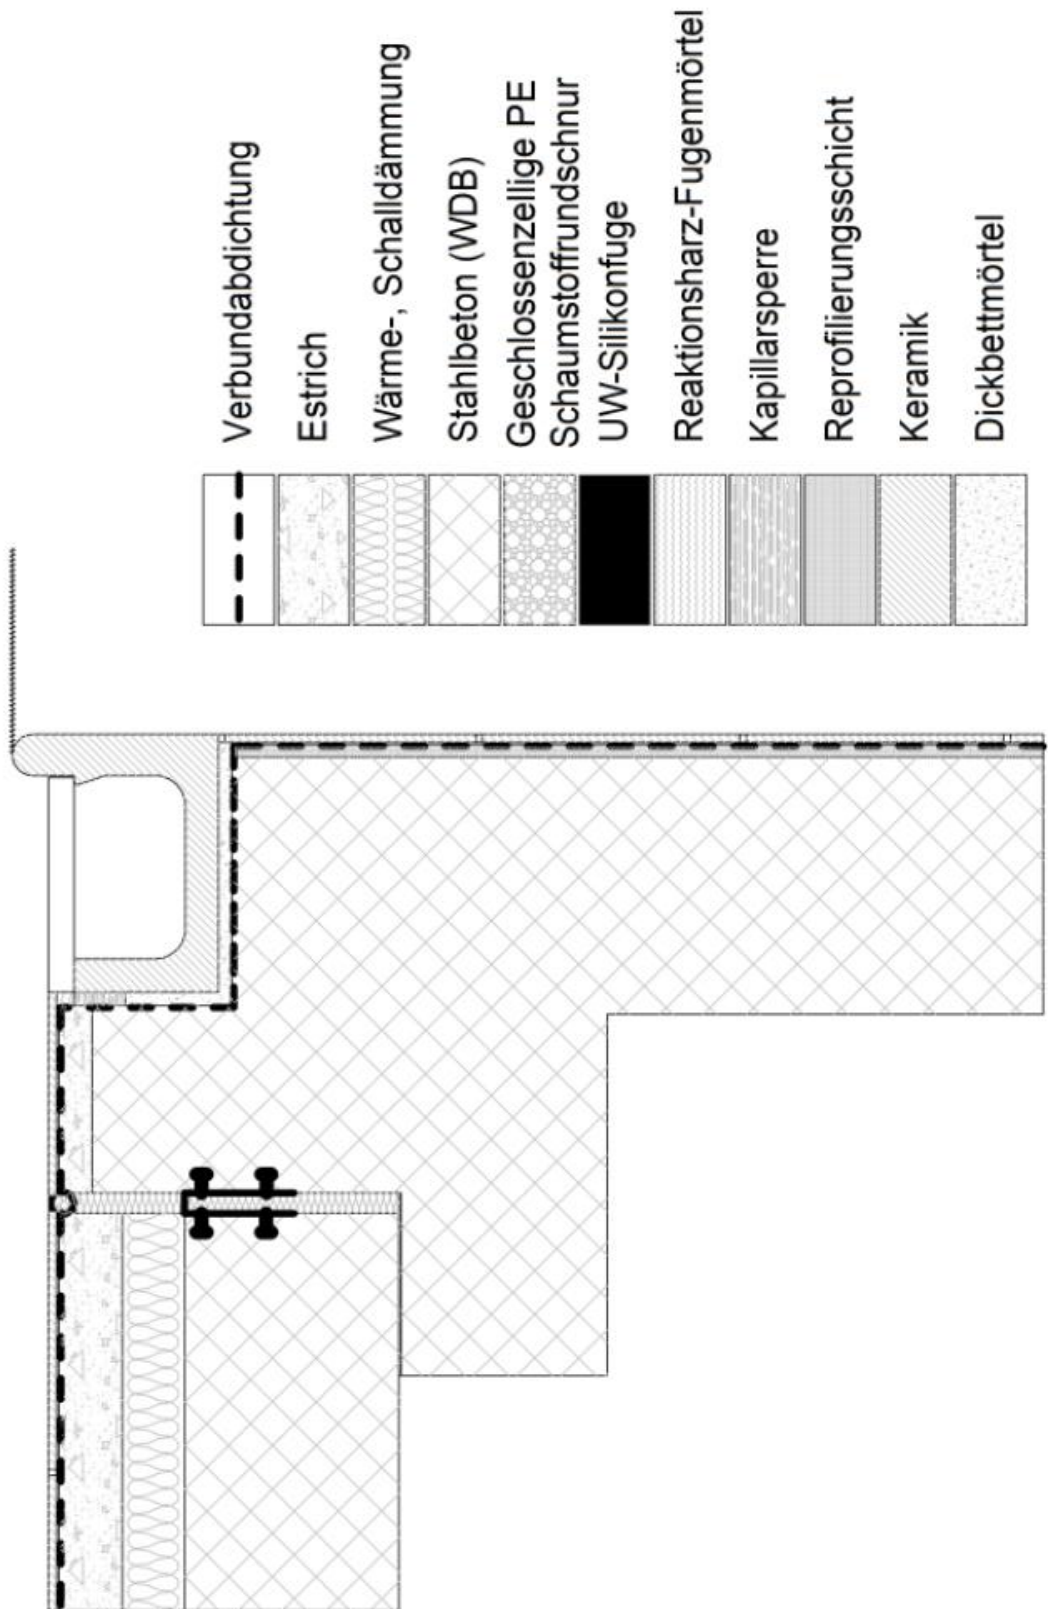 Verbundabdichtung
Estrich
Wärme-, Schalldämmung
Stahlbeton (WDB)
Geschlossenzellige PE
Schaumstoffrundschnur
UW-Silikonfuge
Reaktionsharz-Fugenmörtel
Kapillarsperre
Reprofilierungsschicht
Keramik
Dickbettmörtel